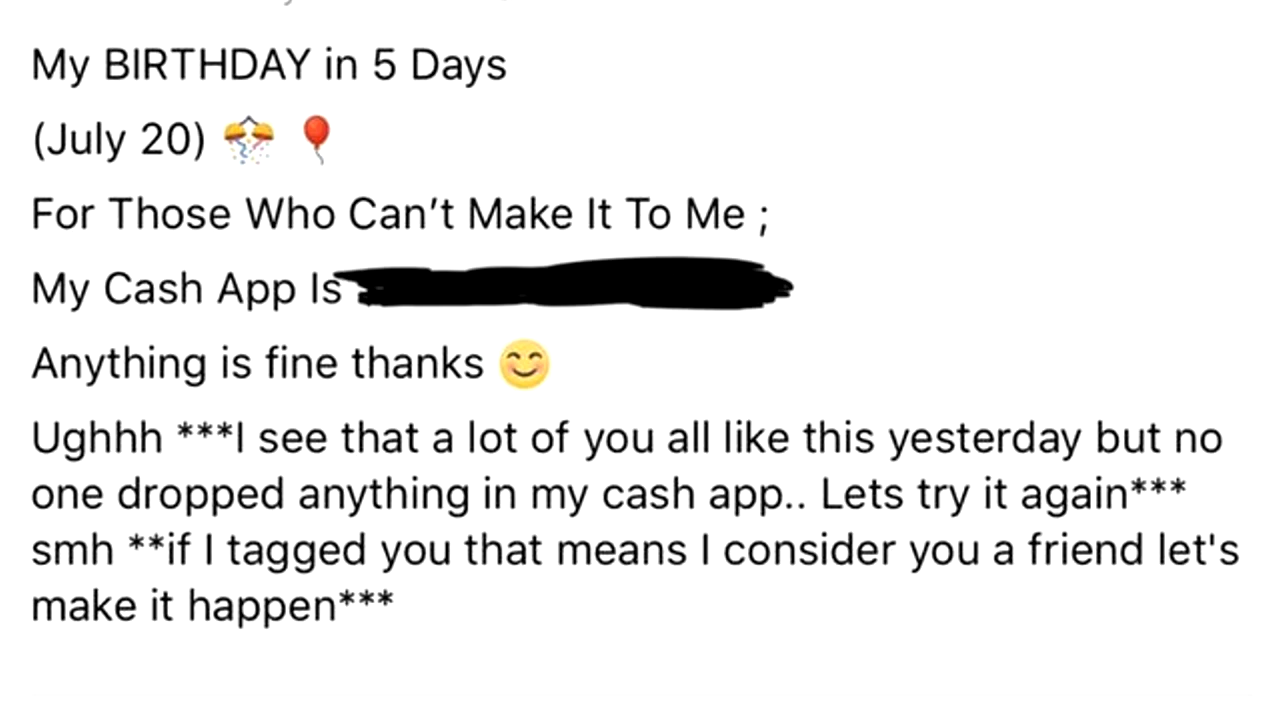 My BIRTHDAY in 5 Days
(July 20) 🎊 🎈
For Those Who Can’t Make It To Me ;
My Cash App Is
Anything is fine thanks 😊
Ughhh ***I see that a lot of you all like this yesterday but no
one dropped anything in my cash app.. Lets try it again***
smh **if I tagged you that means I consider you a friend let's
make it happen***